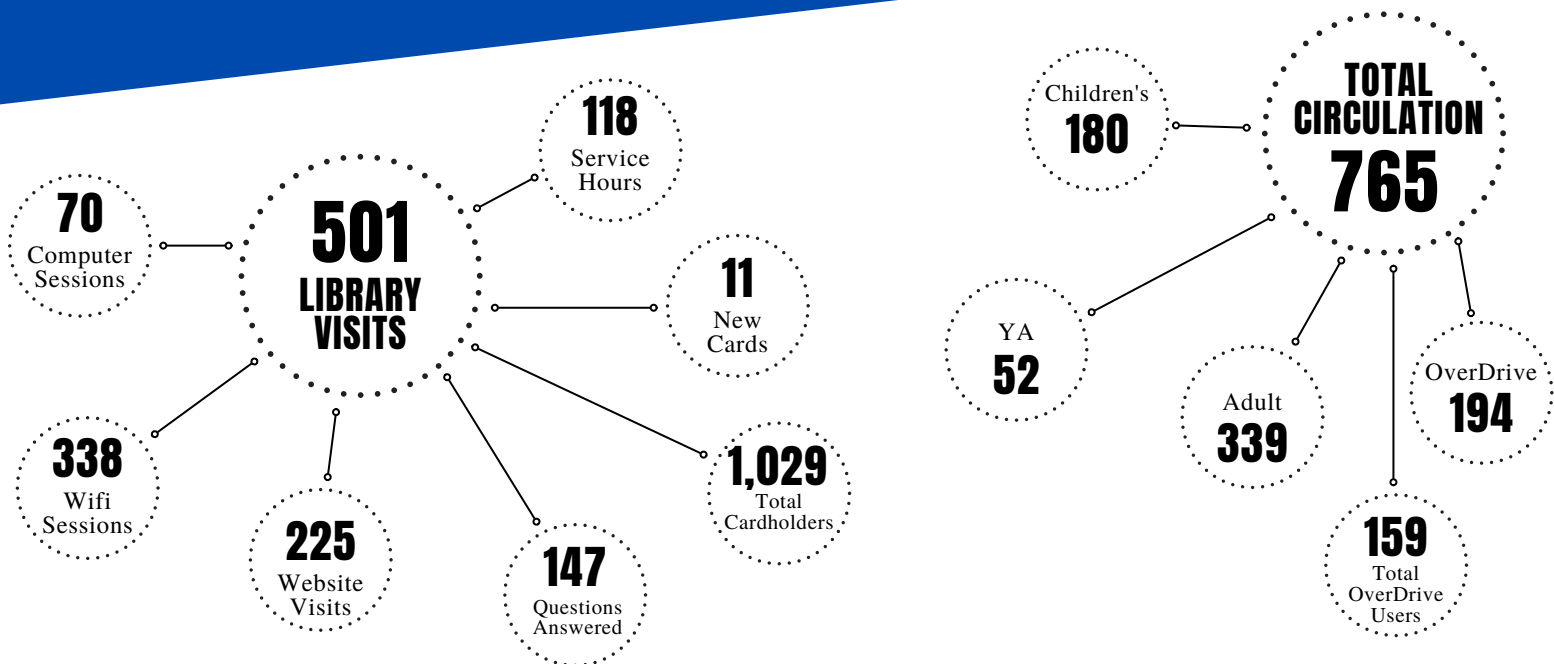 501
LIBRARY
VISITS
118
Service
Hours
70
Computer
Sessions
11
New
Cards
338
Wifi
Sessions
225
Website
Visits
147
Questions
Answered
1,029
Total
Cardholders
TOTAL
CIRCULATION
765
Children's
180
YA
52
Adult
339
OverDrive
194
159
Total
OverDrive
Users